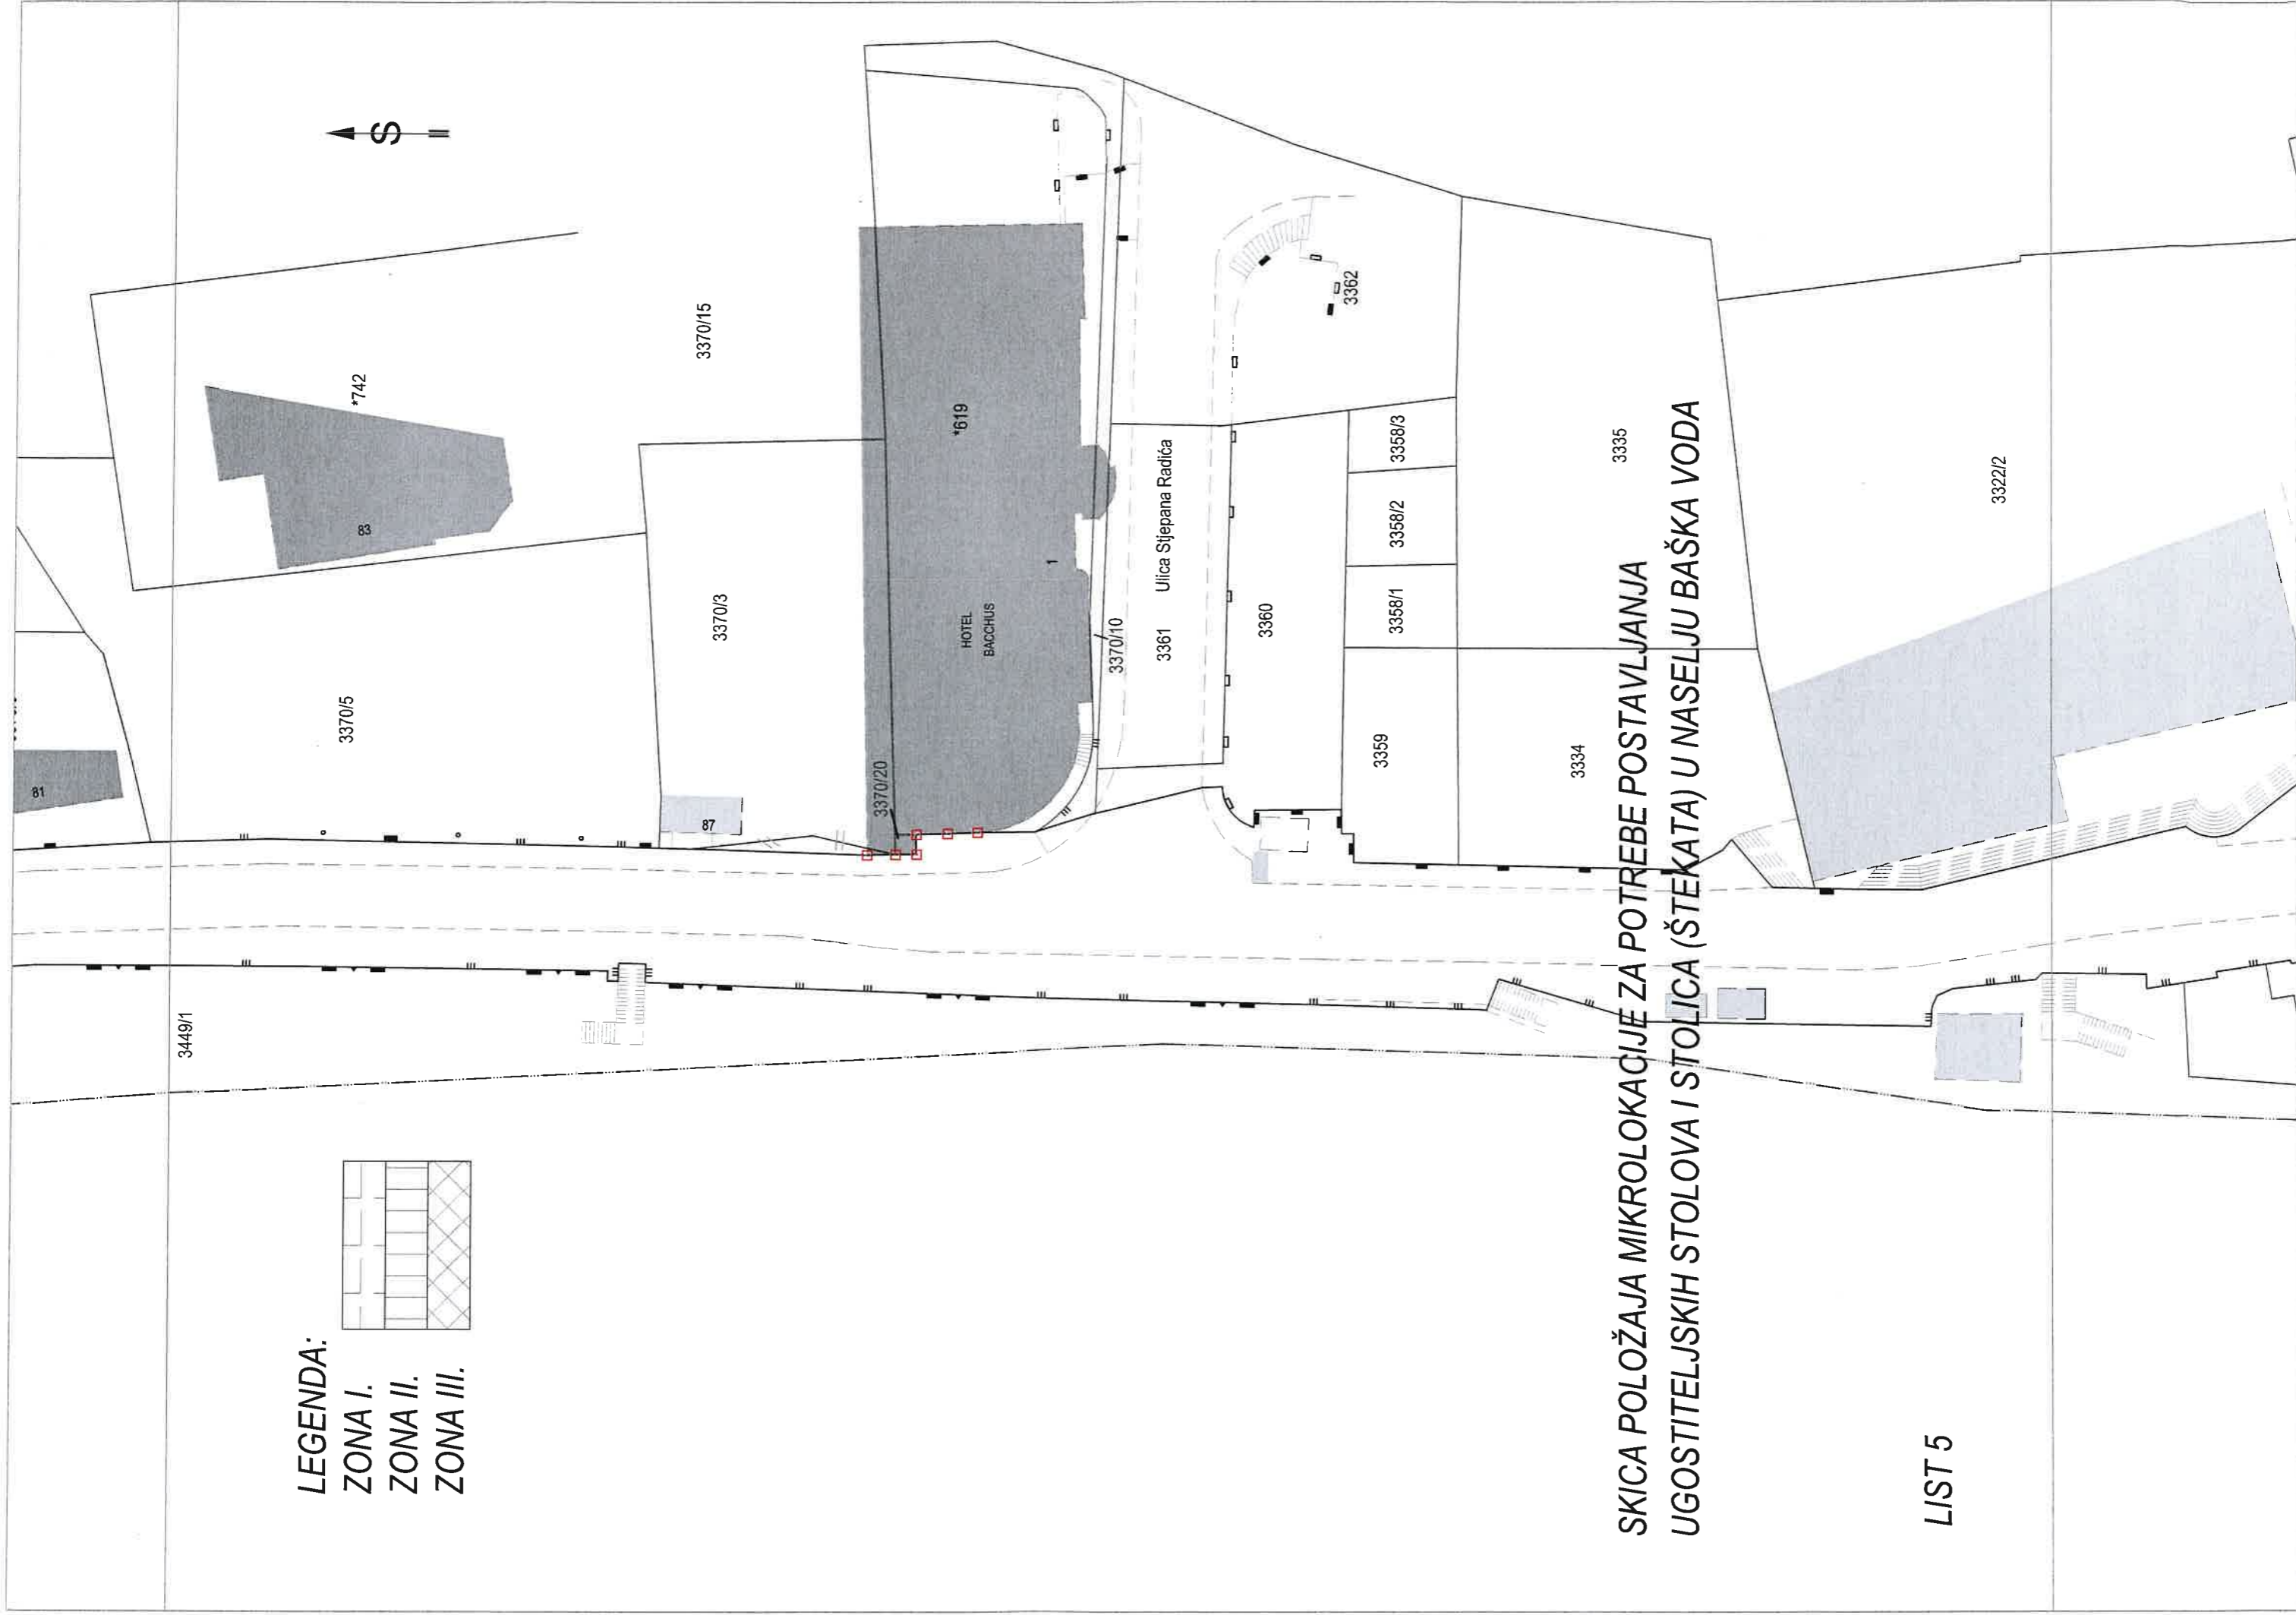 LEGENDA:
ZONA I.
ZONA II.
ZONA III.
SKICA POLOŽAJA MIKROLOKACIJE ZA POTREBE POSTAVLJANJA
UGOSTITELJSKIH STOLOVA I STOLICA (ŠTEKATA) U NASELJU BAŠKA VODA
LIST 5
S
3449/1
81
3370/5
83
*742
3370/15
3370/3
87
3370/20
HOTEL
BACCHUS
*619
1
3370/10
3361
Ulica Stjepana Radića
3360
3362
3359
3358/1
3358/2
3358/3
3334
3335
3322/2